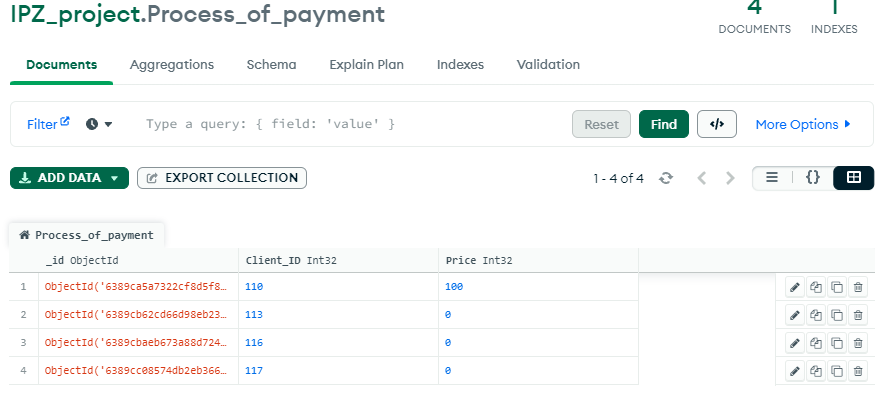 IPZ_project.Process_of_payment
4
DOCUMENTS
1
INDEXES
Documents Aggregations Schema Explain Plan Indexes Validation
Filter Type a query: { field: 'value' } Reset Find </> More Options
ADD DATA EXPORT COLLECTION 1 - 4 of 4 {}
Process_of_payment
_id ObjectId Client_ID Int32 Price Int32
1 ObjectId('6389ca5a7322cf8d5f8… 110 100
2 ObjectId('6389cb62cd66d98eb23… 113 0
3 ObjectId('6389cbaeb673a88d724… 116 0
4 ObjectId('6389cc08574db2eb366… 117 0